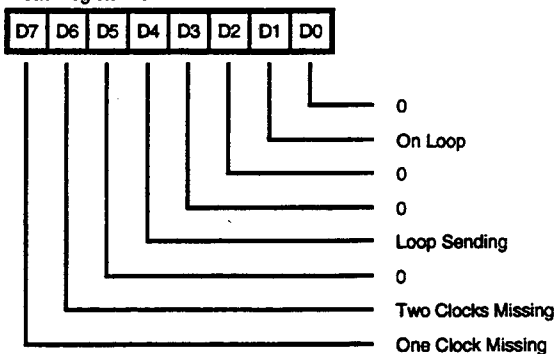 D7 D6 D5 D4 D3 D2 D1 D0
0
On Loop
0
0
Loop Sending
0
Two Clocks Missing
One Clock Missing